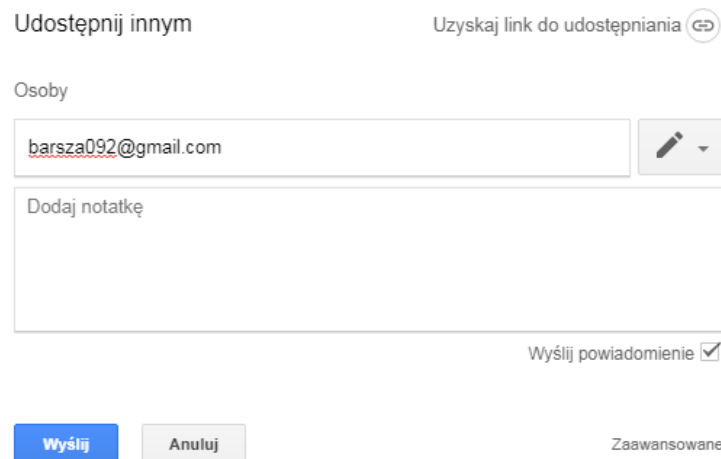 Udostępnij innym
Uzyskaj link do udostępniania
Osoby
barsza092@gmail.com
Dodaj notatkę
Wyślij powiadomienie
Wyślij
Anuluj
Zaawansowane